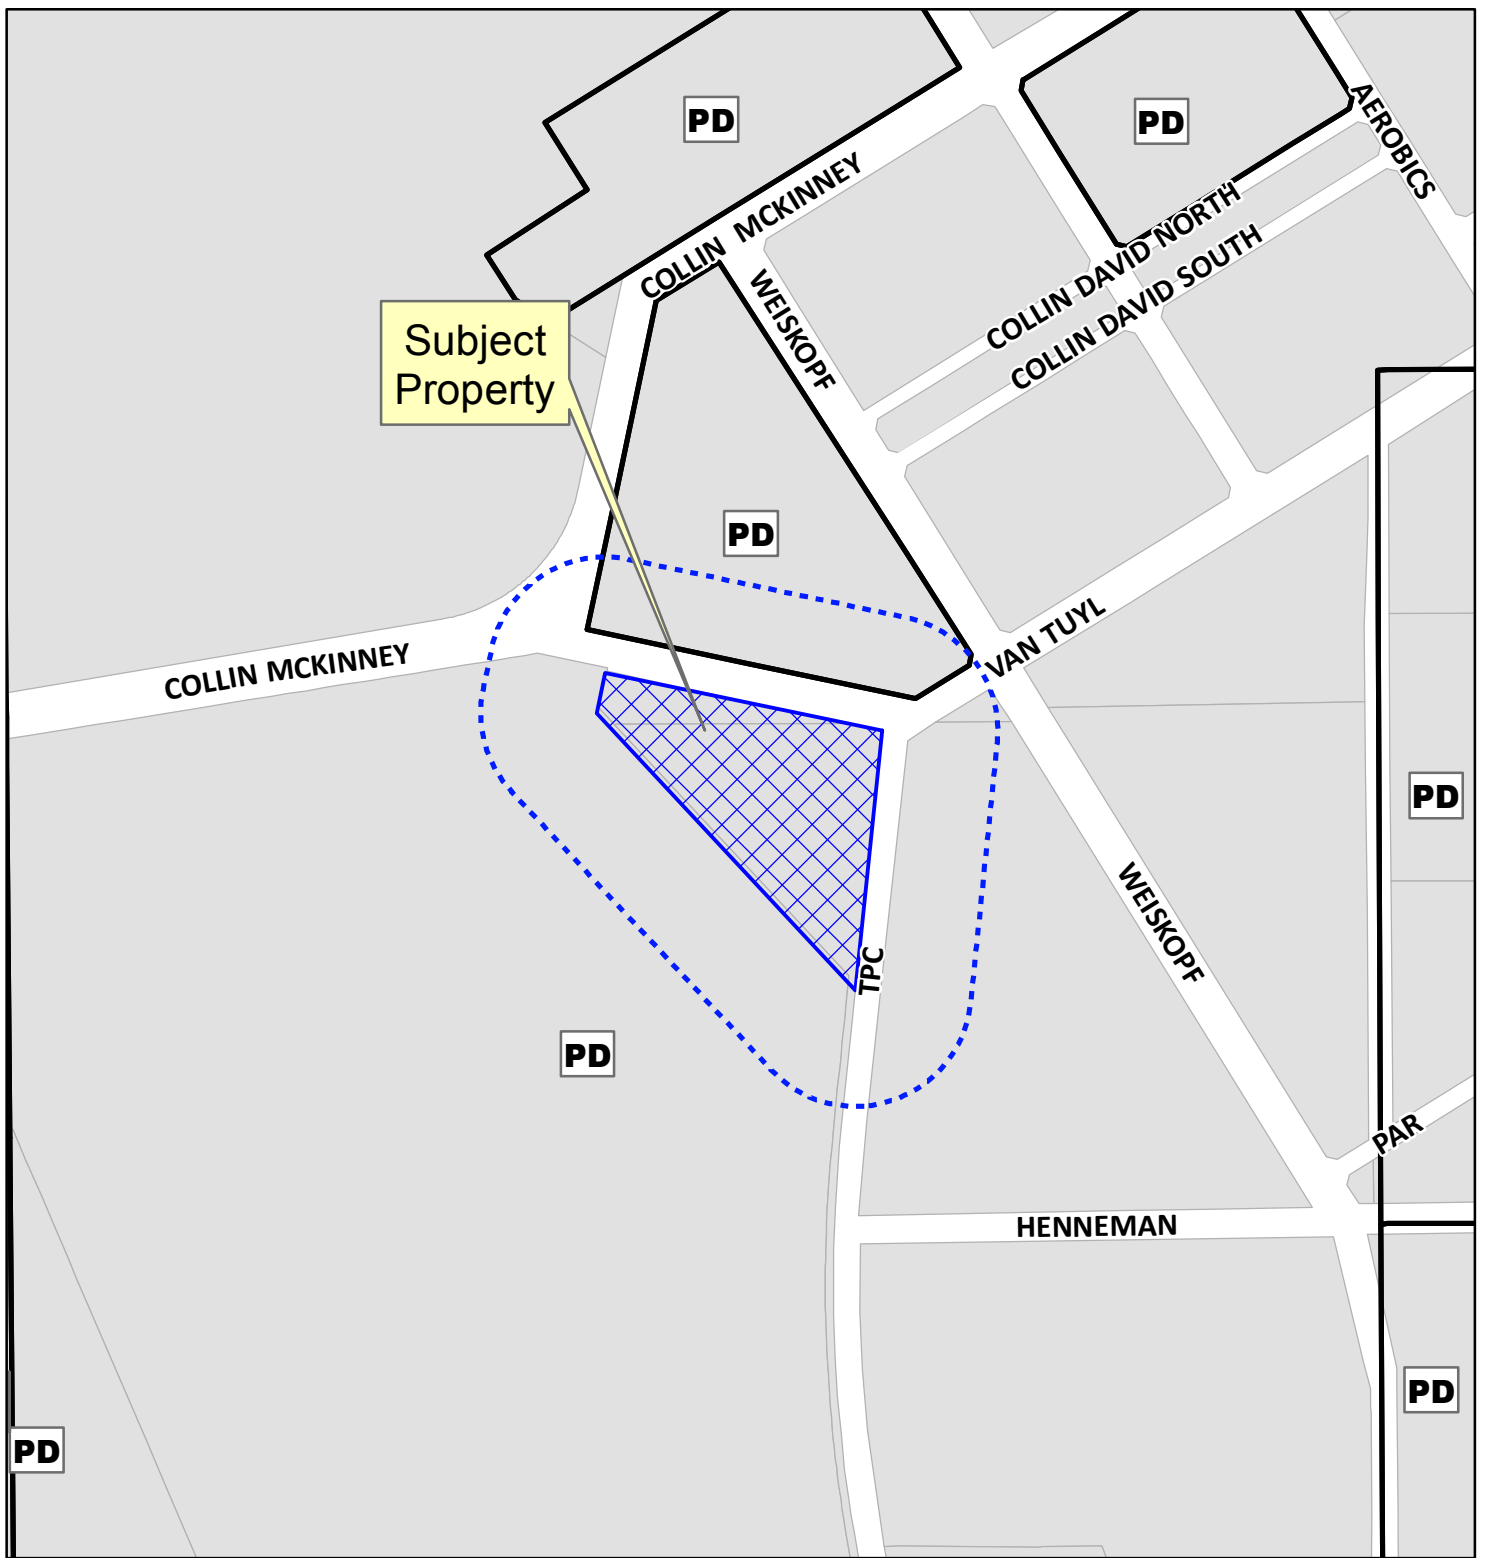 PD
PD
AEROBICS
COLLIN MCKINNEY
COLLIN DAVID NORTH
COLLIN DAVID SOUTH
WEISKOPF
Subject
Property
PD
VAN TUYL
COLLIN MCKINNEY
PD
WEISKOPF
TPC
PD
PAR
HENNEMAN
PD
PD